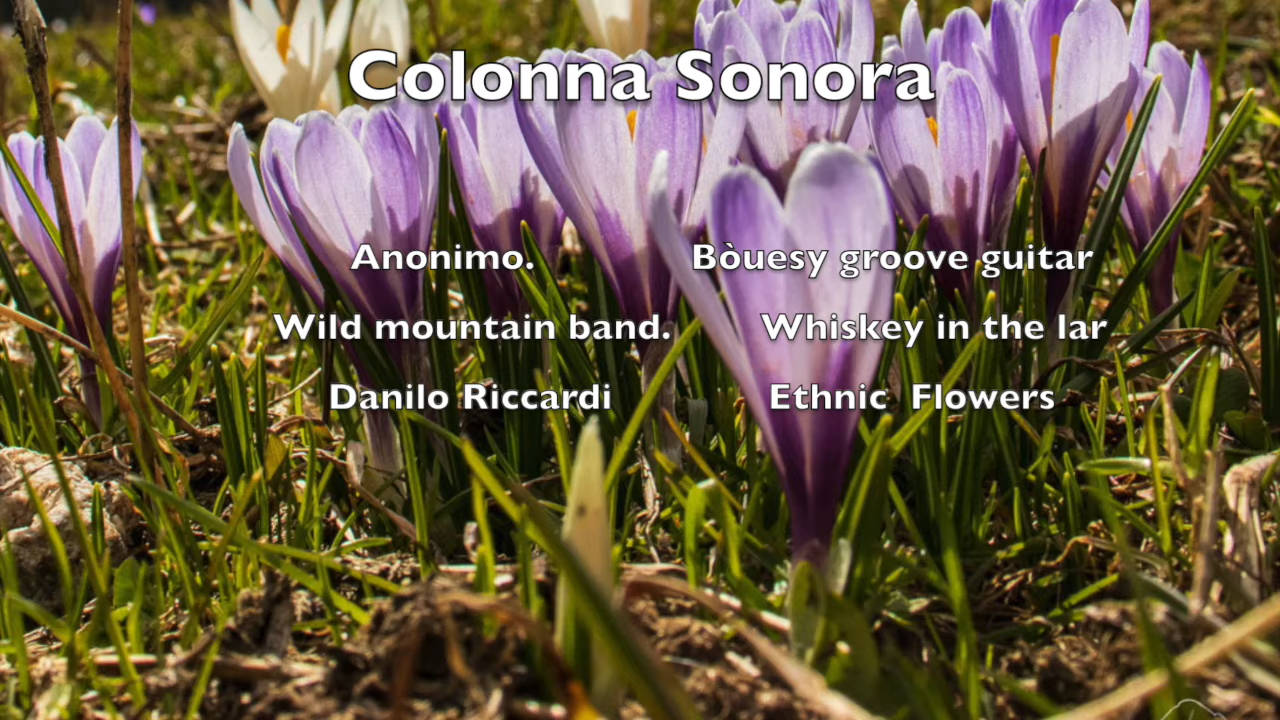 Colonna Sonora
Anonimo. Bòuesy groove guitar
Wild mountain band. Whiskey in the Iar
Danilo Riccardi Ethnic Flowers